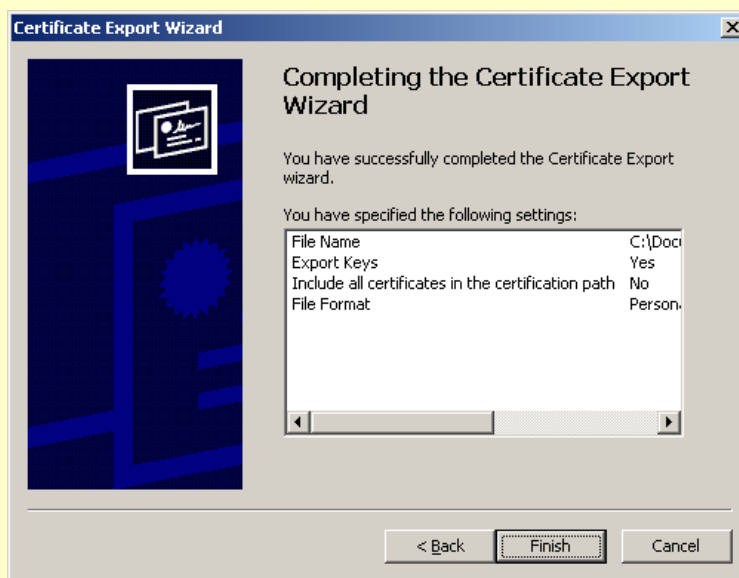 Certificate Export Wizard
Completing the Certificate Export
Wizard
You have successfully completed the Certificate Export
wizard.
You have specified the following settings:
File Name C:\Docu
Export Keys Yes
Include all certificates in the certification path No
File Format Persona
< Back Finish Cancel